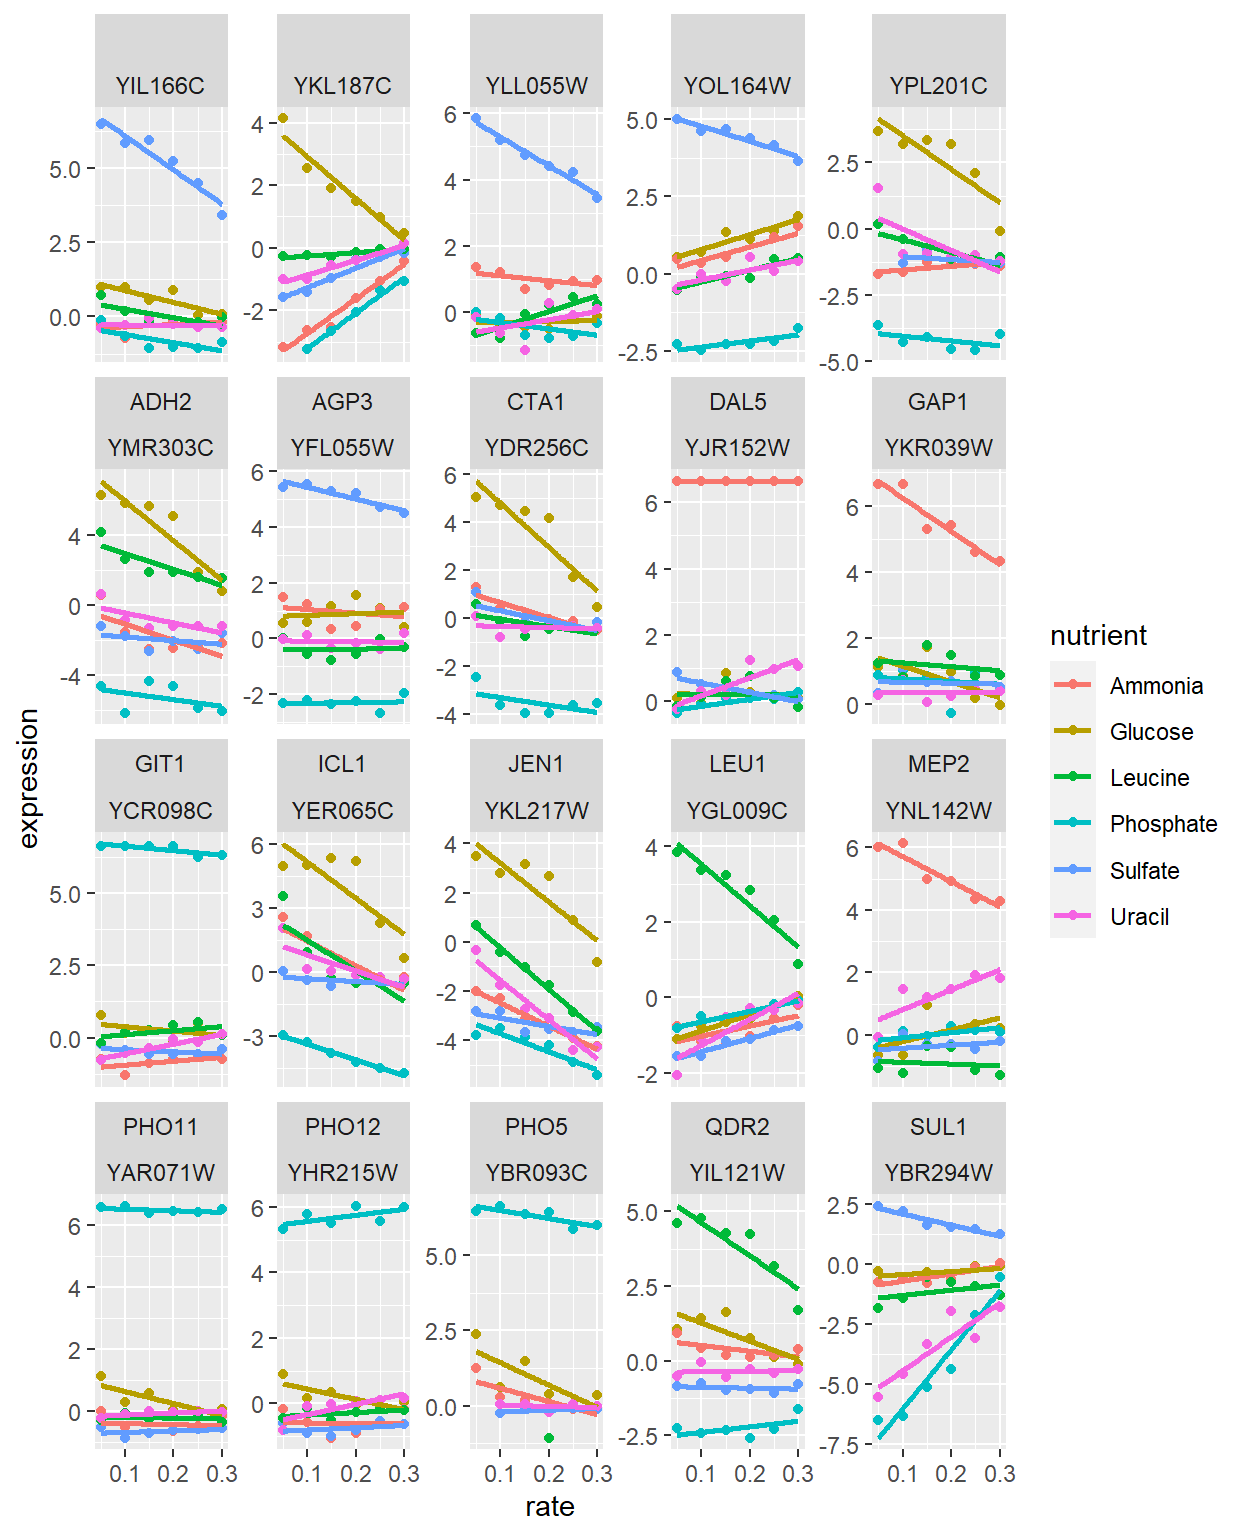 YIL166C YKL187C YLL055W YOL164W YPL201C
5.0 2.5 0.0
4 2 0 -2
6 4 2 0
5.0 2.5 0.0 -2.5
2.5 0.0 -2.5 -5.0
ADH2 AGP3 CTA1 DAL5 GAP1
YMR303C YFL055W YDR256C YJR152W YKR039W
4 0 -4
6 4 2 0 -2
6 4 2 0 -2 -4
6 4 2 0
6 4 2 0
GIT1 ICL1 JEN1 LEU1 MEP2
YCR098C YER065C YKL217W YGL009C YNL142W
5.0 2.5 0.0
6 3 0 -3
4 2 0 -2 -4
4 2 0 -2
6 4 2 0
PHO11 PHO12 PHO5 QDR2 SUL1
YAR071W YHR215W YBR093C YIL121W YBR294W
6 4 2 0
6 4 2 0
5.0 2.5 0.0
5.0 2.5 0.0 -2.5
2.5 0.0 -2.5 -5.0 -7.5
0.1 0.2 0.3 0.1 0.2 0.3 0.1 0.2 0.3 0.1 0.2 0.3 0.1 0.2 0.3
rate
expression
nutrient
Ammonia
Glucose
Leucine
Phosphate
Sulfate
Uracil